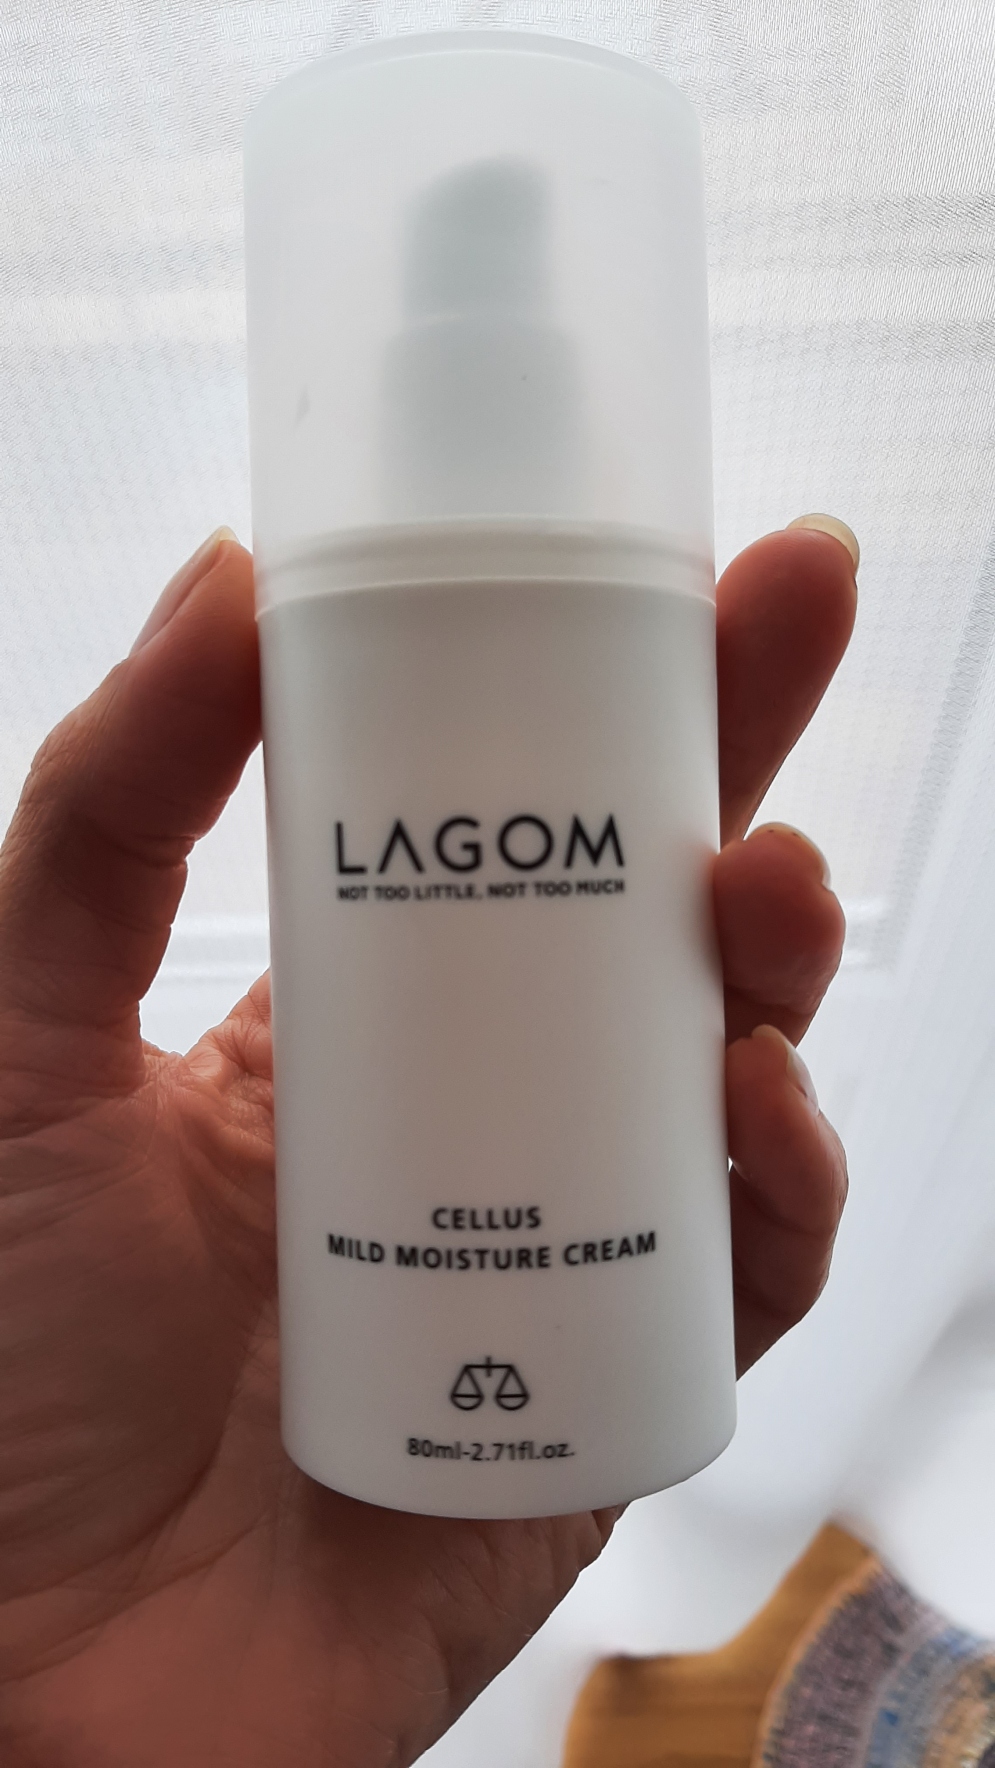 LAGOM
NOT TOO LITTLE, NOT TOO MUCH
CELLUS
MILD MOISTURE CREAM
80ml-2.71fl.oz.